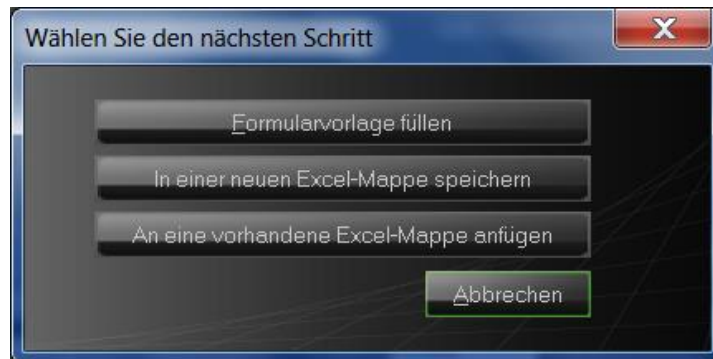 Wählen Sie den nächsten Schritt
Formularvorlage füllen
In einer neuen Excel-Mappe speichern
An eine vorhandene Excel-Mappe anfügen
Abbrechen